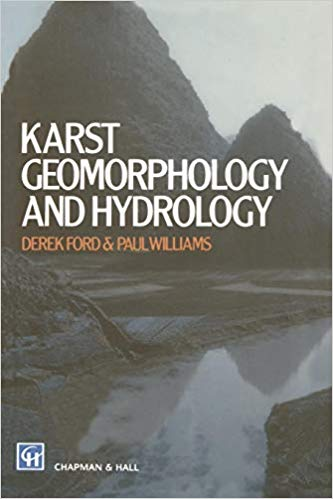 KARST
GEOMORPHOLOGY
AND HYDROLOGY
DEREK FORD & PAUL WILLIAMS
CH
CHAPMAN & HALL